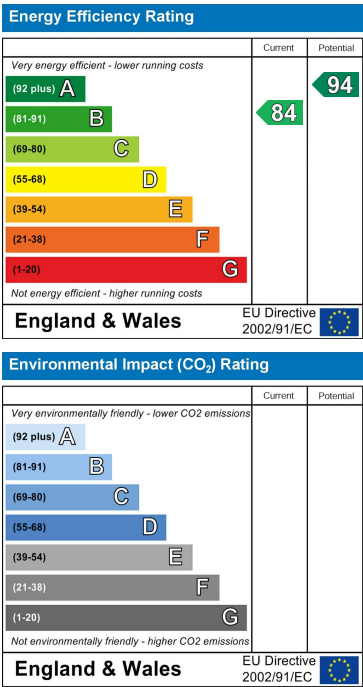 Energy Efficiency Rating
Current Potential
Very energy efficient - lower running costs
(92 plus) A
94
(81-91) B
84
(69-80) C
(55-68) D
(39-54) E
(21-38) F
(1-20) G
Not energy efficient - higher running costs
England & Wales
EU Directive
2002/91/EC
Environmental Impact (CO2) Rating
Current Potential
Very environmentally friendly - lower CO2 emissions
(92 plus) A
(81-91) B
(69-80) C
(55-68) D
(39-54) E
(21-38) F
(1-20) G
Not environmentally friendly - higher CO2 emissions
England & Wales
EU Directive
2002/91/EC